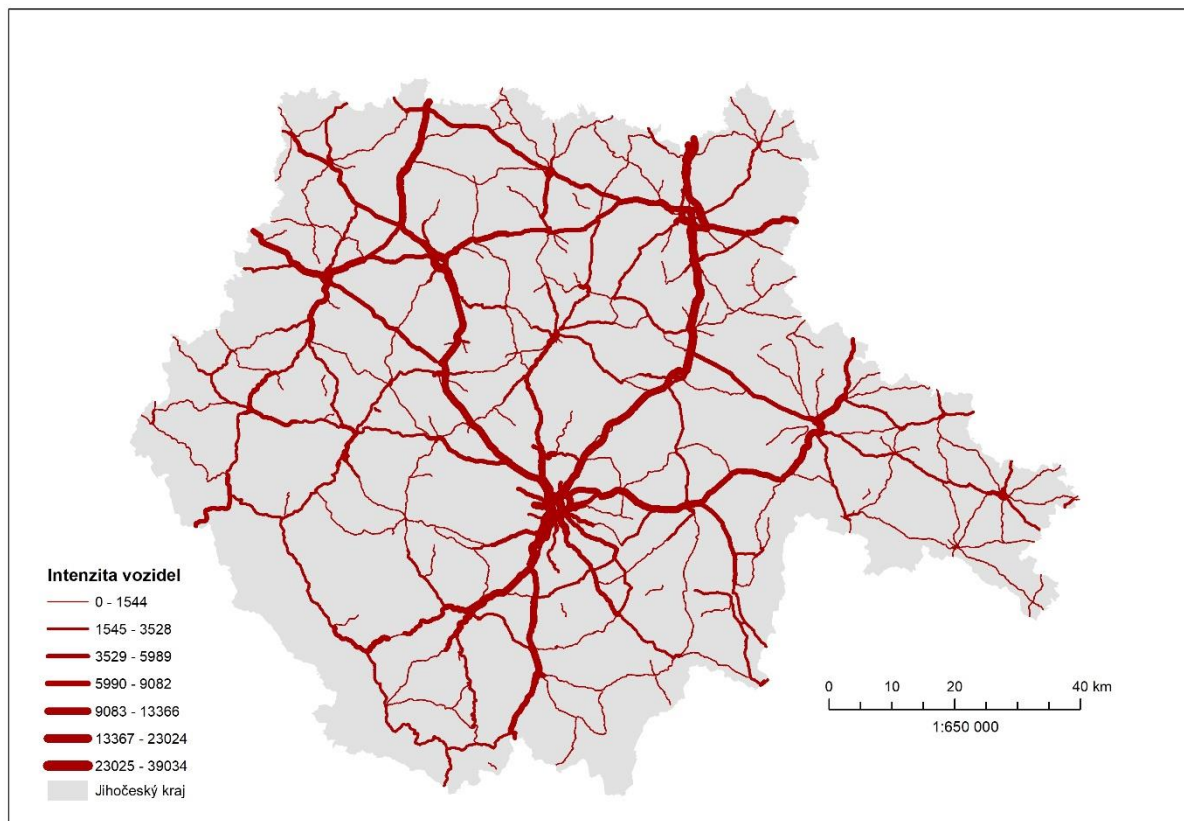 Intenzita vozidel
0 - 1544
1545 - 3528
3529 - 5989
5990 - 9082
9083 - 13366
13367 - 23024
23025 - 39034
Jihočeský kraj
0 10 20 40 km
1:650 000